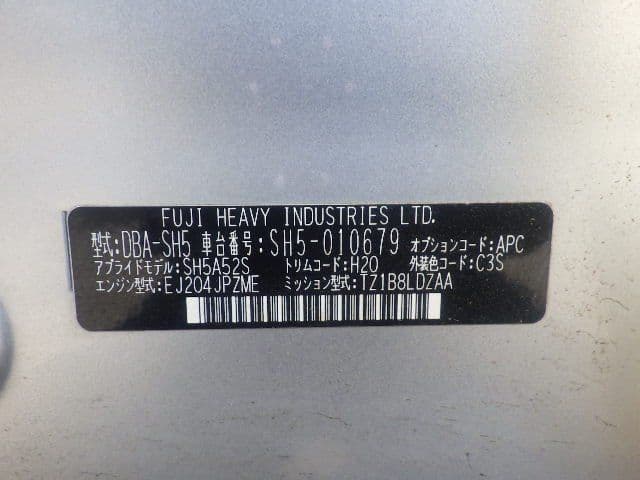 FUJI HEAVY INDUSTRIES LTD.
型式:DBA-SH5 車台番号:SH5-010679 オプションコード:APC
アプライドモデル:SH5A52S トリムコード:H20 外装色コード:C3S
エンジン型式:EJ204JPZME ミッション型式:TZ1B8LDZAA